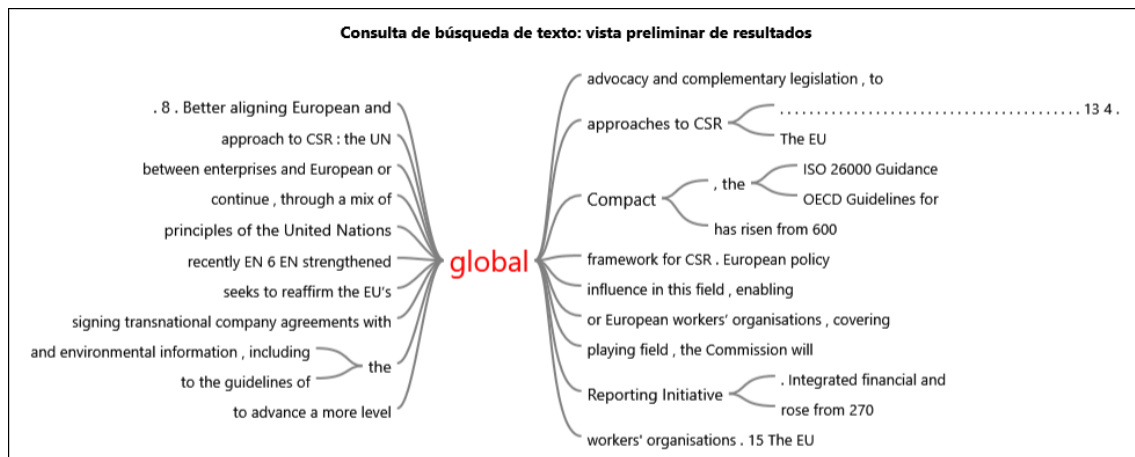 Consulta de búsqueda de texto: vista preliminar de resultados
. 8 . Better aligning European and
approach to CSR : the UN
between enterprises and European or
continue , through a mix of
principles of the United Nations
recently EN 6 EN strengthened
seeks to reaffirm the EU's
signing transnational company agreements with
and environmental information , including
to the guidelines of
the
to advance a more level
global
advocacy and complementary legislation , to
approaches to CSR
. . . . . . . . . . . . . . . . . . . . . . . . . . . . . . . . . . . . . . . 13 4 .
The EU
Compact
, the
ISO 26000 Guidance
OECD Guidelines for
has risen from 600
framework for CSR . European policy
influence in this field , enabling
or European workers’ organisations , covering
playing field , the Commission will
Reporting Initiative
. Integrated financial and
rose from 270
workers' organisations . 15 The EU